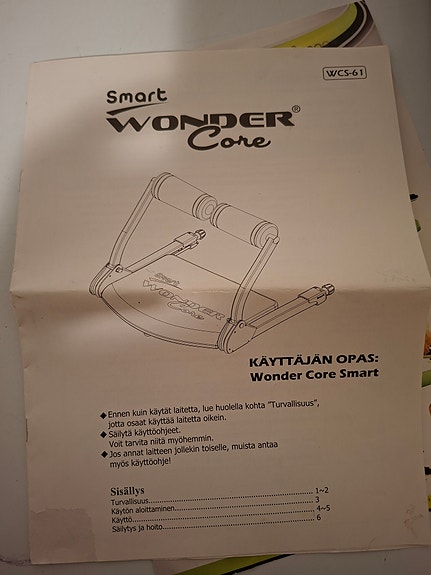 WCS-61
Smart
WONDER®
Core
Smart
WONDER
Core
KÄYTTÄJÄN OPAS:
Wonder Core Smart
◆ Ennen kuin käytät laitetta, lue huolella kohta "Turvallisuus",
jotta osaat käyttää laitetta oikein.
◆ Säilytä käyttöohjeet.
Voit tarvita niitä myöhemmin.
◆ Jos annat laitteen jollekin toiselle, muista antaa
myös käyttöohje!
Sisällys
Turvallisuus........ 1~2
Käytön aloittaminen........ 3
Käyttö........ 4~5
Säilytys ja hoito........ 6